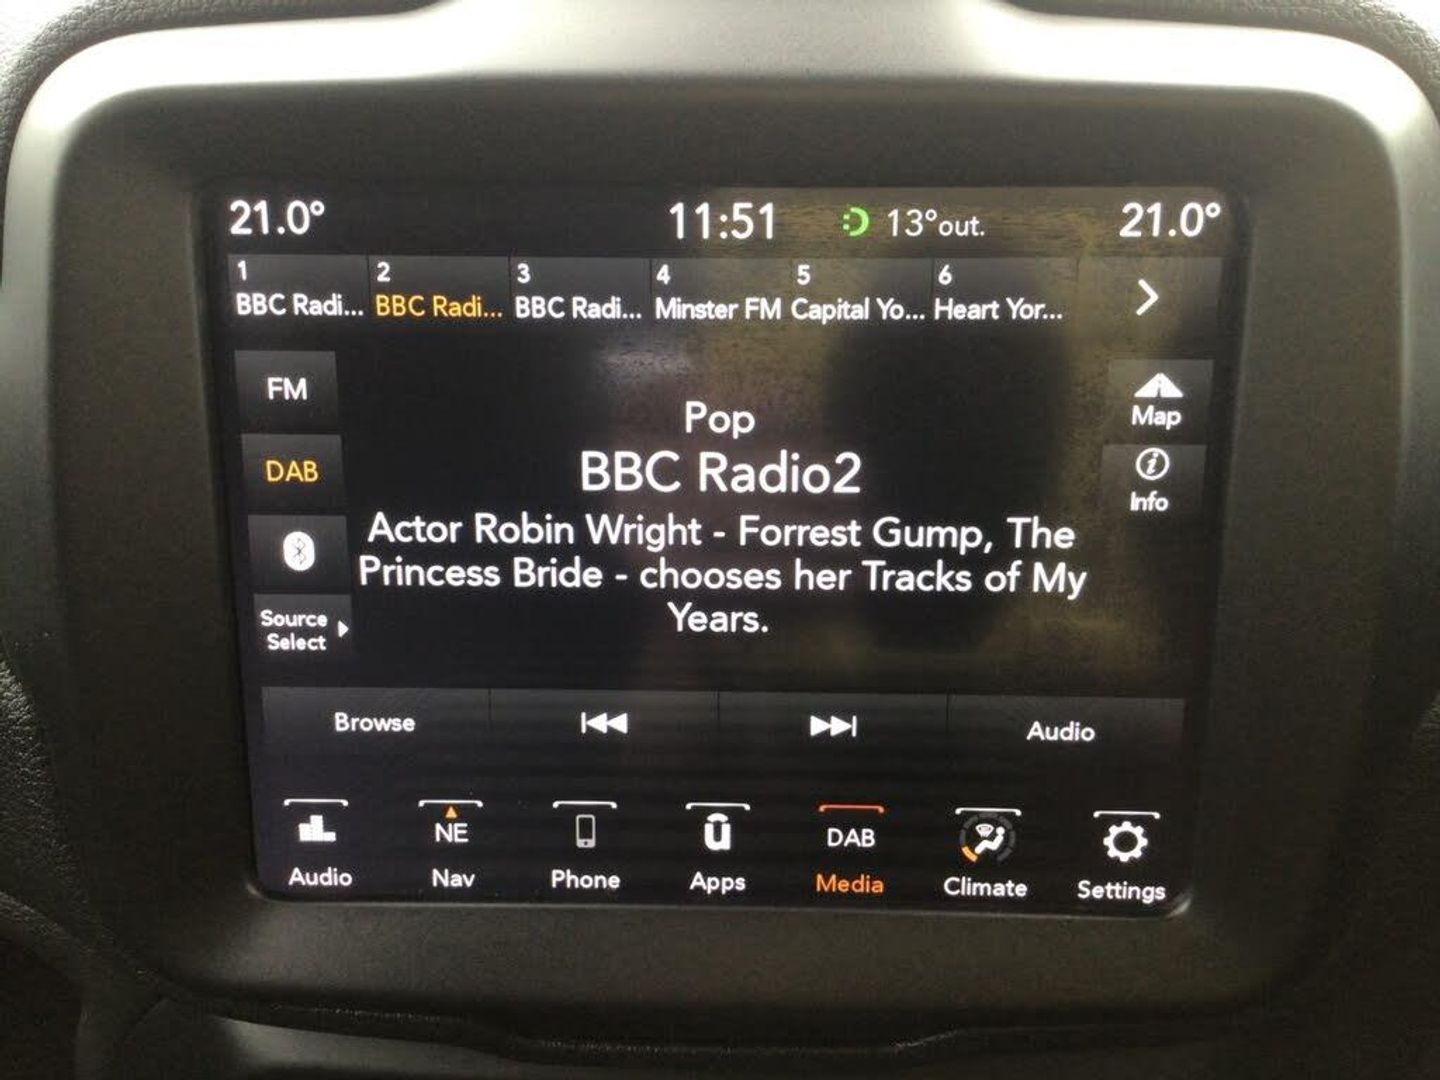 21.0° 11:51 13°out. 21.0°
1 2 3 4 5 6
BBC Radi... BBC Radi... BBC Radi... Minster FM Capital Yo... Heart Yor...
FM
Map
Pop
DAB
BBC Radio2
Info
Actor Robin Wright - Forrest Gump, The
Princess Bride - chooses her Tracks of My
Years.
Source
Select
Browse Audio
NE DAB
Audio Nav Phone Apps Media Climate Settings